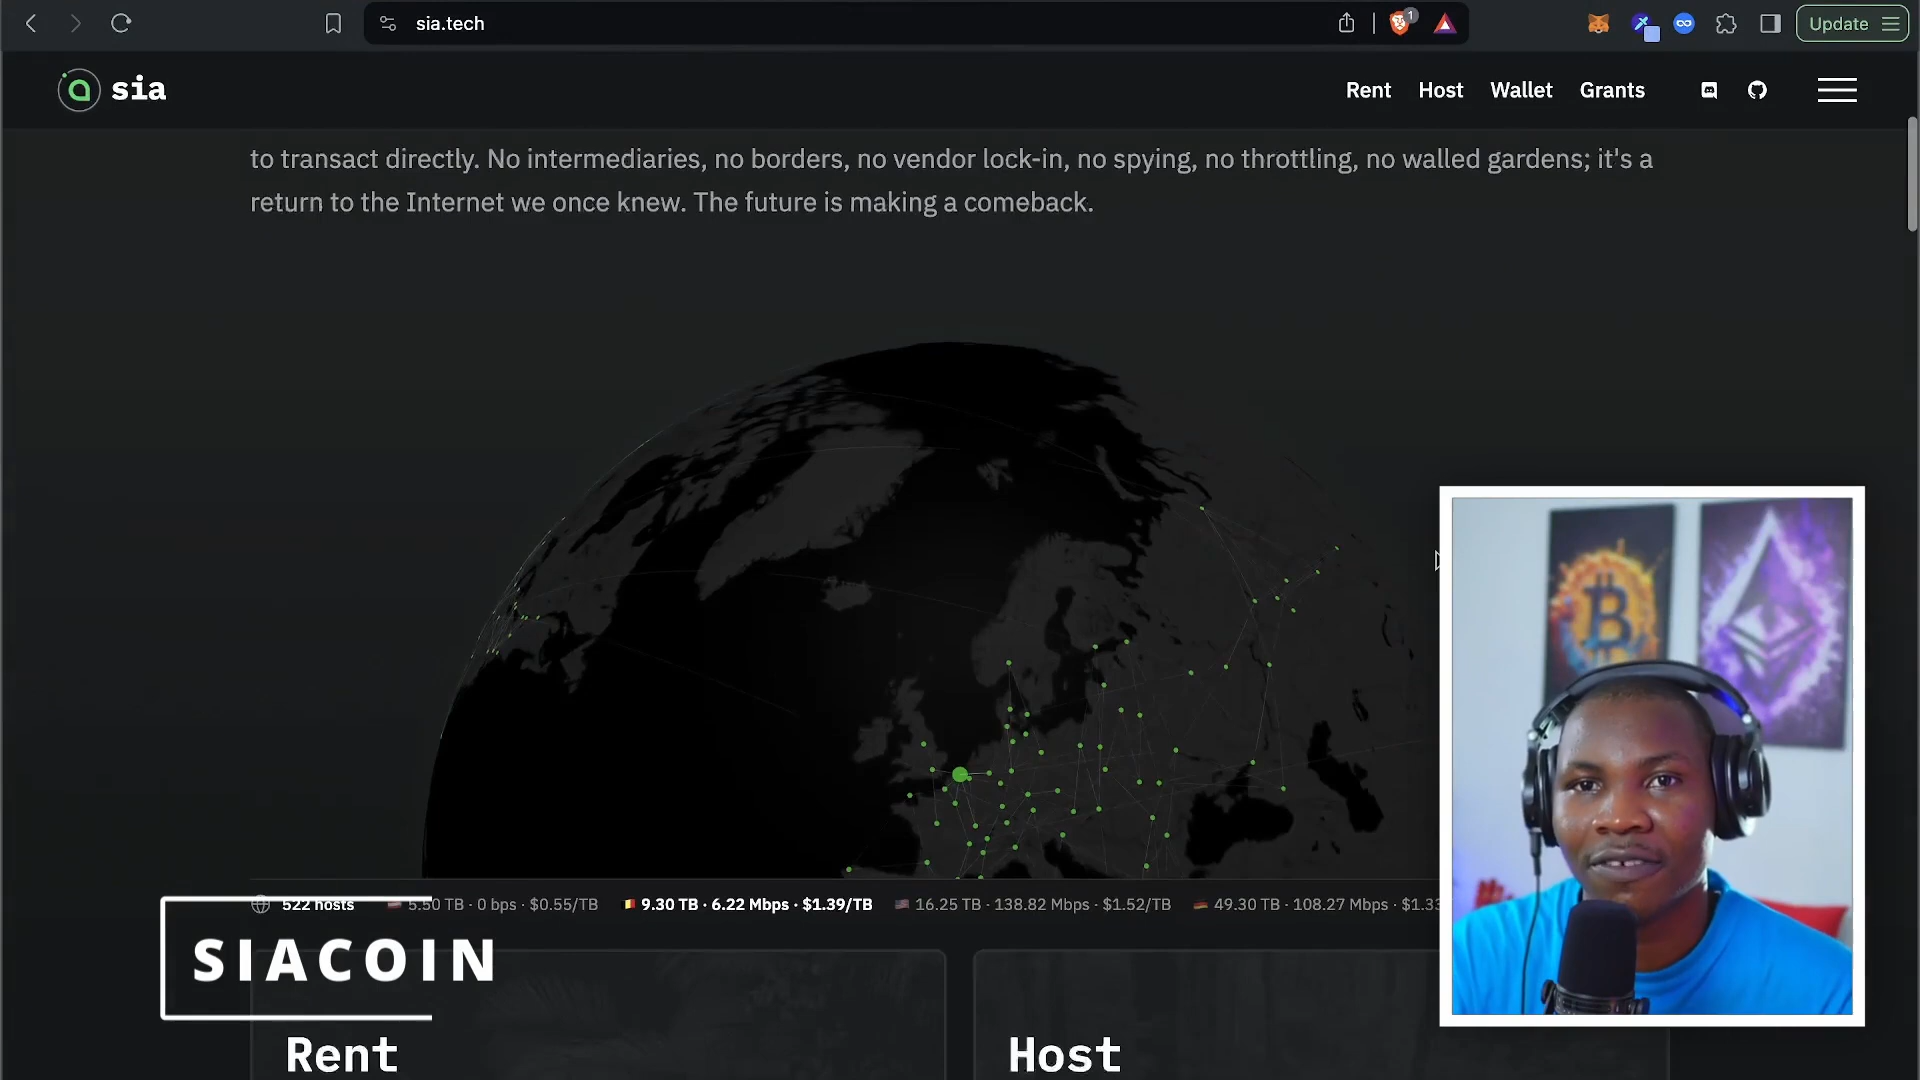 sia.tech
1
Update
sia
Rent Host Wallet Grants
to transact directly. No intermediaries, no borders, no vendor lock-in, no spying, no throttling, no walled gardens; it's a
return to the Internet we once knew. The future is making a comeback.
522 hosts 5.50 TB · 0 bps · $0.55/TB 9.30 TB · 6.22 Mbps · $1.39/TB 16.25 TB · 138.82 Mbps · $1.52/TB 49.30 TB · 108.27 Mbps · $1.33
SIACOIN
Rent Host